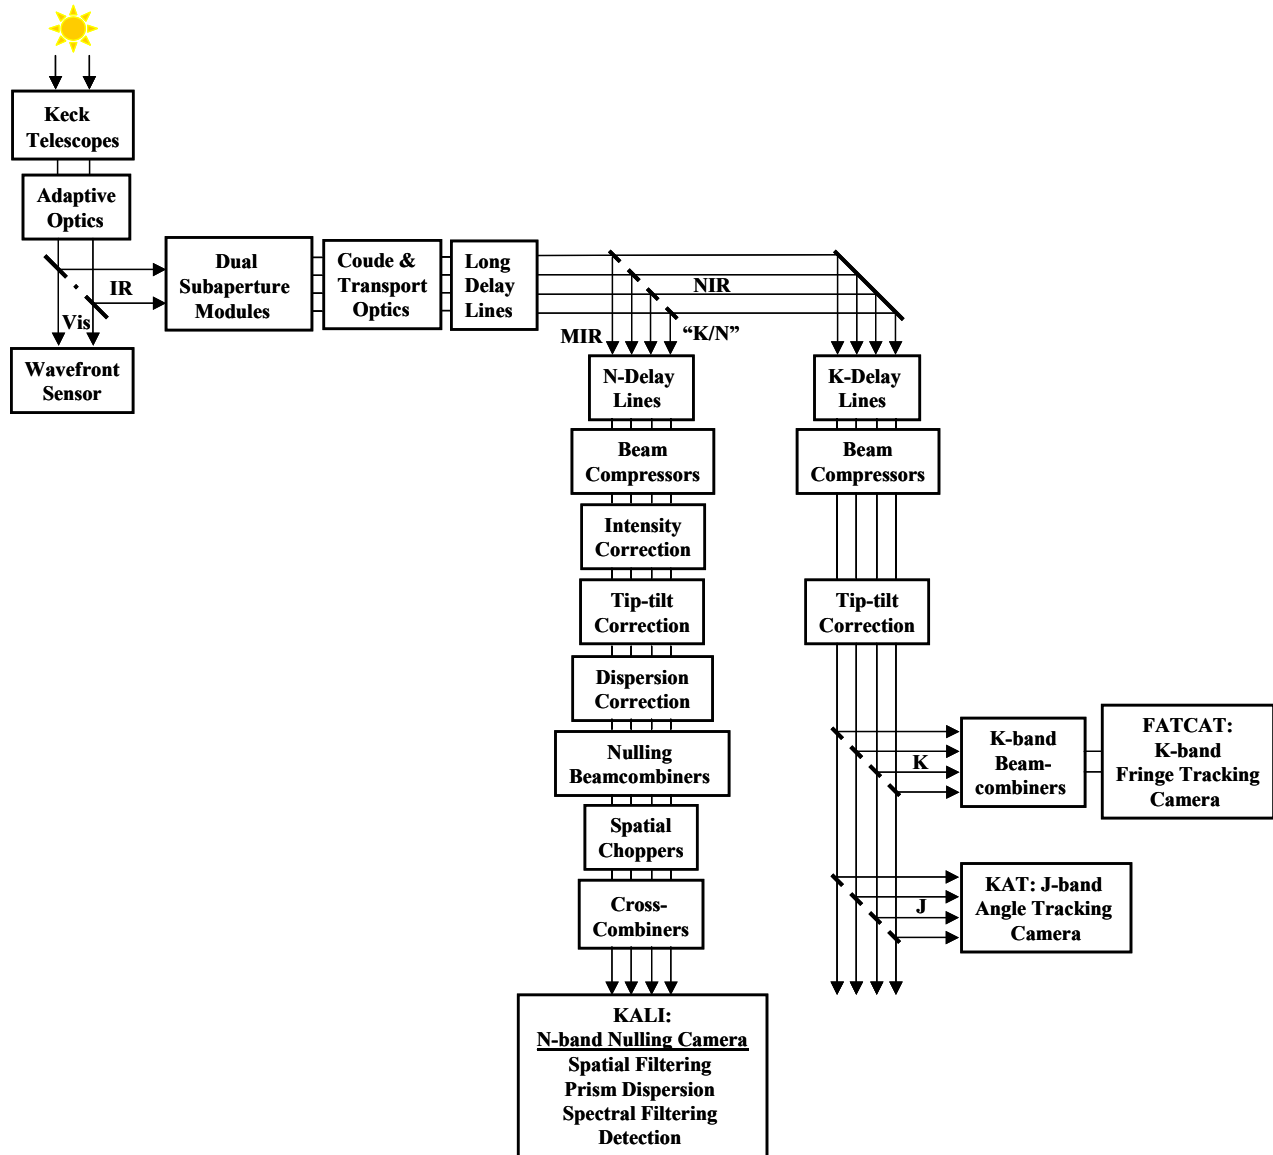 Keck
Telescopes
Adaptive
Optics
IR
Vis
Wavefront
Sensor
Dual
Subaperture
Modules
Coude &
Transport
Optics
Long
Delay
Lines
NIR
MIR
“K/N”
N-Delay
Lines
Beam
Compressors
Intensity
Correction
Tip-tilt
Correction
Dispersion
Correction
Nulling
Beamcombiners
Spatial
Choppers
Cross-
Combiners
KALI:
N-band Nulling Camera
Spatial Filtering
Prism Dispersion
Spectral Filtering
Detection
K-Delay
Lines
Beam
Compressors
Tip-tilt
Correction
K
K-band
Beam-
combiners
FATCAT:
K-band
Fringe Tracking
Camera
J
KAT: J-band
Angle Tracking
Camera